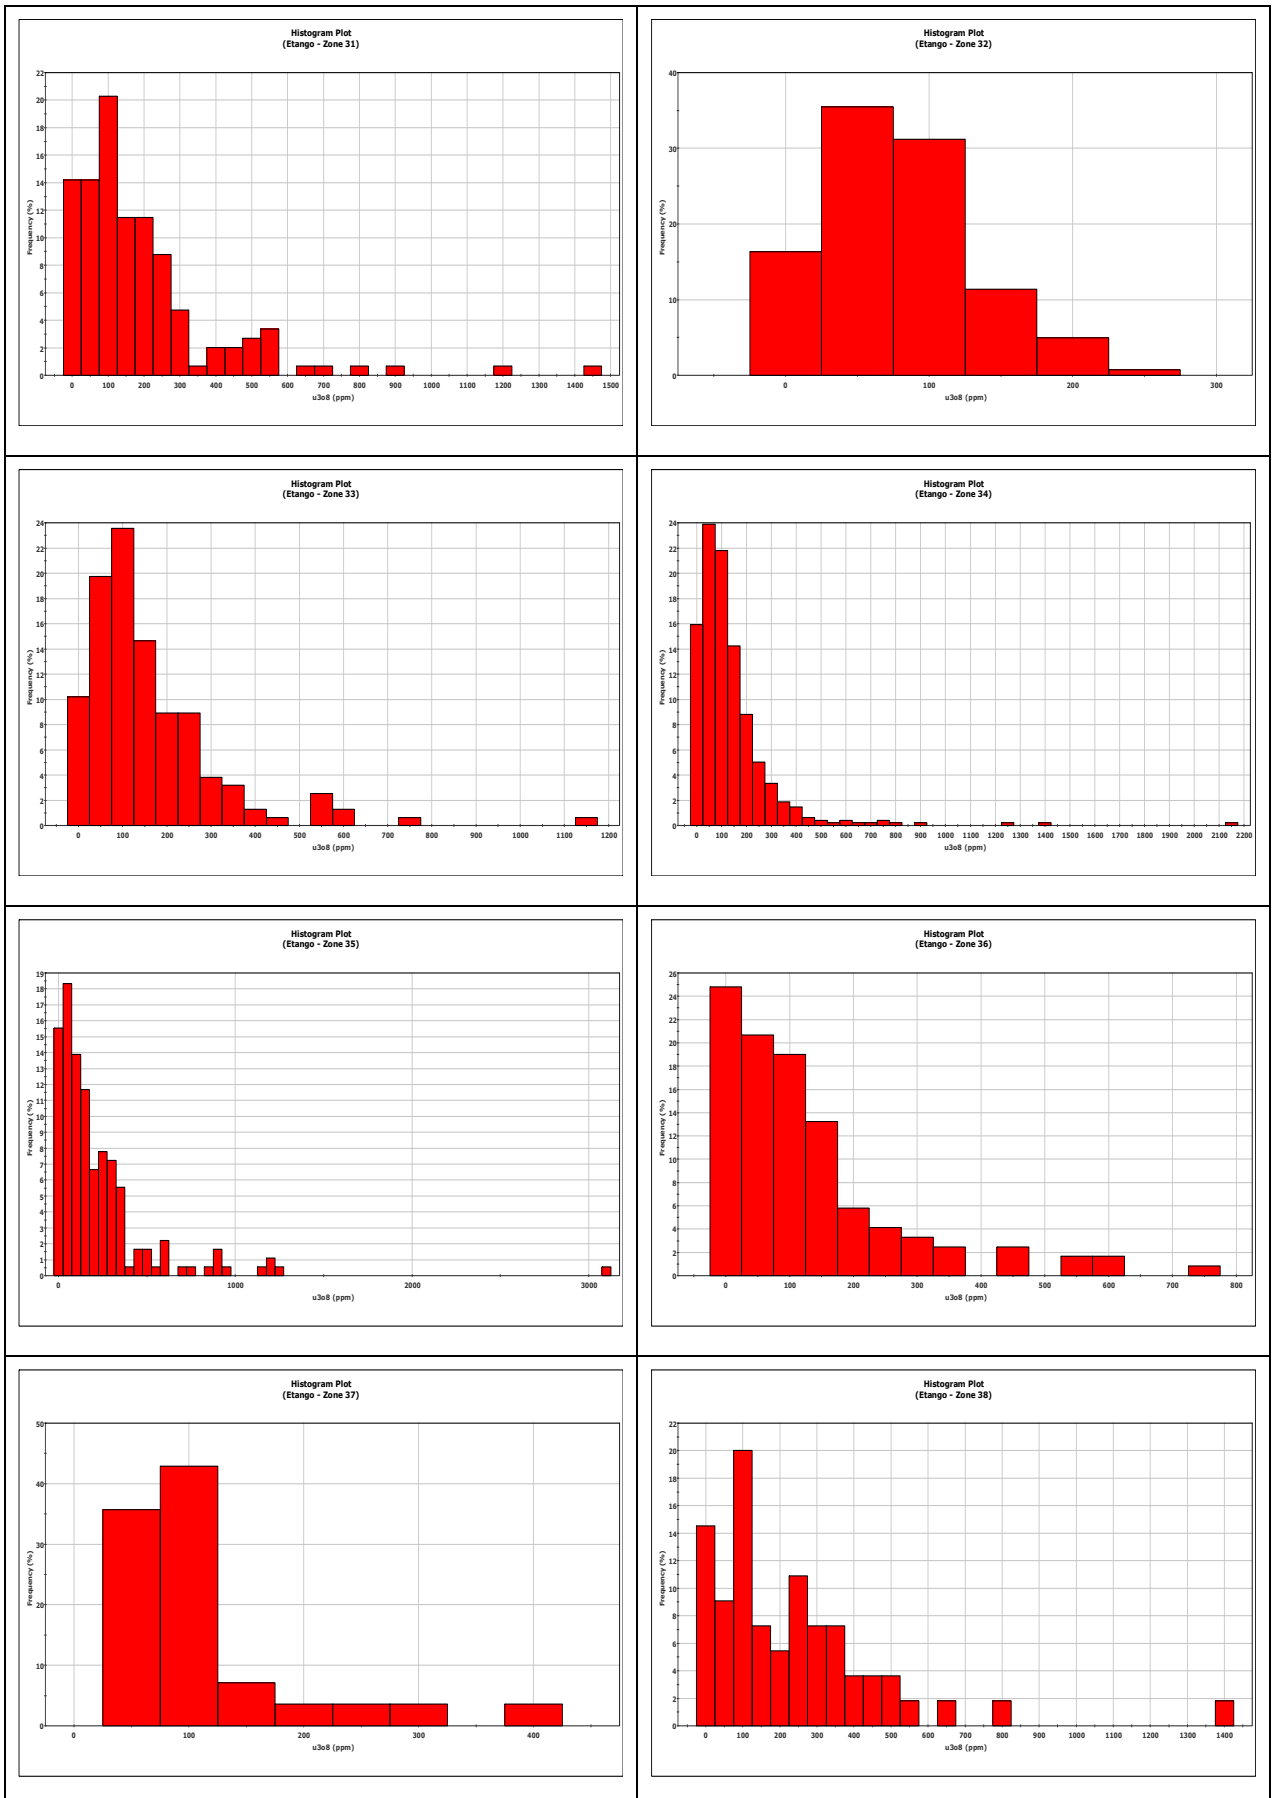 Histogram Plot
(Etango - Zone 31)
Frequency (%)
22
20
18
16
14
12
10
8
6
4
2
0
0 100 200 300 400 500 600 700 800 900 1000 1100 1200 1300 1400 1500
u3o8 (ppm)
Histogram Plot
(Etango - Zone 32)
Frequency (%)
40
30
20
10
0
0 100 200 300
u3o8 (ppm)
Histogram Plot
(Etango - Zone 33)
Frequency (%)
24
22
20
18
16
14
12
10
8
6
4
2
0
0 100 200 300 400 500 600 700 800 900 1000 1100 1200
u3o8 (ppm)
Histogram Plot
(Etango - Zone 34)
Frequency (%)
24
22
20
18
16
14
12
10
8
6
4
2
0
0 100 200 300 400 500 600 700 800 900 1000 1100 1200 1300 1400 1500 1600 1700 1800 1900 2000 2100 2200
u3o8 (ppm)
Histogram Plot
(Etango - Zone 35)
Frequency (%)
19
18
17
16
15
14
13
12
11
10
9
8
7
6
5
4
3
2
1
0
0 1000 2000 3000
u3o8 (ppm)
Histogram Plot
(Etango - Zone 36)
Frequency (%)
26
24
22
20
18
16
14
12
10
8
6
4
2
0
0 100 200 300 400 500 600 700 800
u3o8 (ppm)
Histogram Plot
(Etango - Zone 37)
Frequency (%)
50
40
30
20
10
0
0 100 200 300 400
u3o8 (ppm)
Histogram Plot
(Etango - Zone 38)
Frequency (%)
22
20
18
16
14
12
10
8
6
4
2
0
0 100 200 300 400 500 600 700 800 900 1000 1100 1200 1300 1400
u3o8 (ppm)